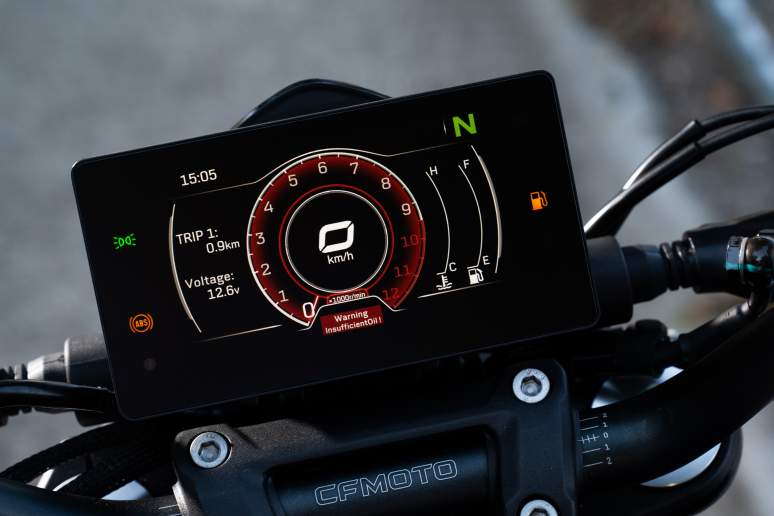 N
15:05
TRIP 1:
0.9km
Voltage:
12.6v
0
1
2
3
4
5
6
7
8
9
10
11
12
0
km/h
×1000r/min
Warning
InsufficientOil!
H
C
F
E
ABS
CFMOTO
2
1
0
1
2